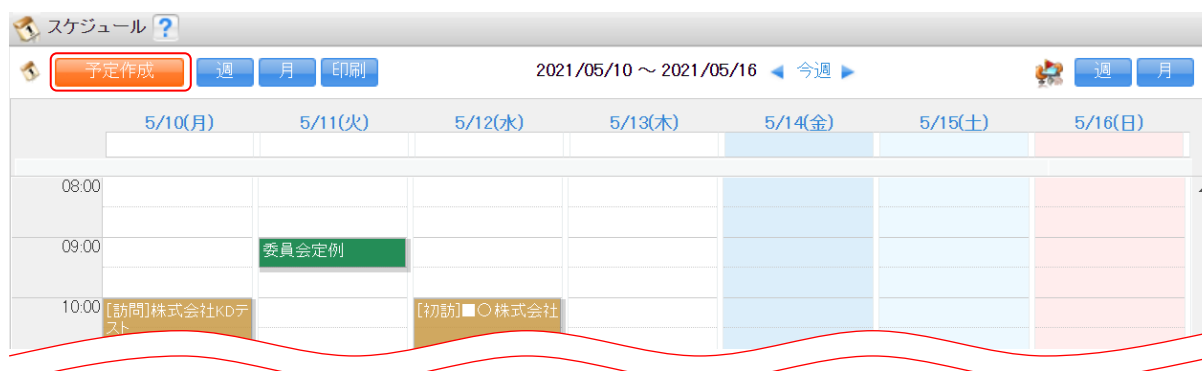 スケジュール ?
予定作成 週 月 印刷 2021/05/10 ～ 2021/05/16 今週 週 月
5/10(月) 5/11(火) 5/12(水) 5/13(木) 5/14(金) 5/15(土) 5/16(日)
08:00
09:00 委員会定例
10:00 [訪問]株式会社KDテ [初訪]■○株式会社
スト